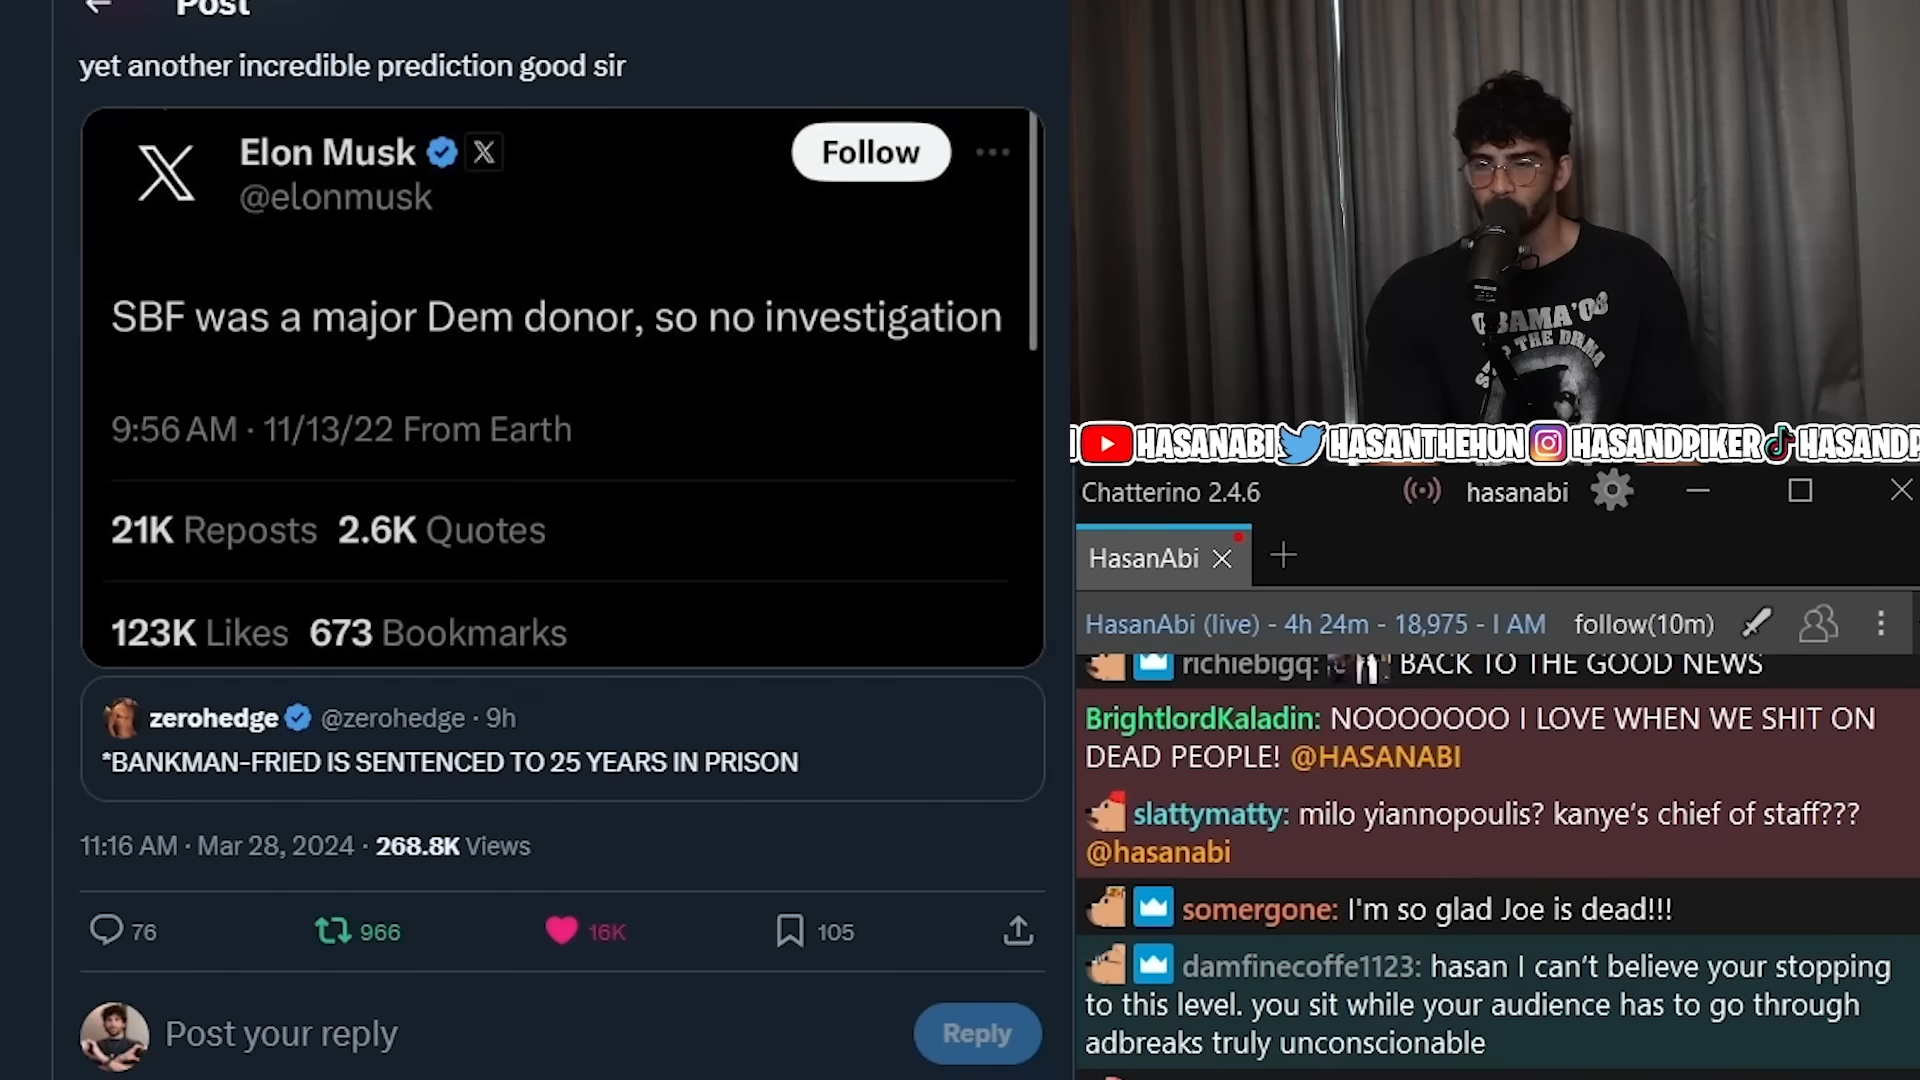 Post
yet another incredible prediction good sir
Elon Musk
Follow
@elonmusk
SBF was a major Dem donor, so no investigation
9:56 AM · 11/13/22 From Earth
21K Reposts 2.6K Quotes
123K Likes 673 Bookmarks
zerohedge @zerohedge · 9h
*BANKMAN-FRIED IS SENTENCED TO 25 YEARS IN PRISON
11:16 AM · Mar 28, 2024 · 268.8K Views
76 966 16K 105
Post your reply
Reply
OBAMA '08
THE DRAMA
HASANABI HASANTHEHUN HASANDPIKER HASANDP
Chatterino 2.4.6 hasanabi
HasanAbi
HasanAbi (live) - 4h 24m - 18,975 - I AM follow(10m)
richiebigq: BACK TO THE GOOD NEWS
BrightlordKaladin: NOOOOOOO I LOVE WHEN WE SHIT ON
DEAD PEOPLE! @HASANABI
slattymatty: milo yiannopoulis? kanye's chief of staff???
@hasanabi
somergone: I'm so glad Joe is dead!!!
damfinecoffe1123: hasan I can't believe your stopping
to this level. you sit while your audience has to go through
adbreaks truly unconscionable